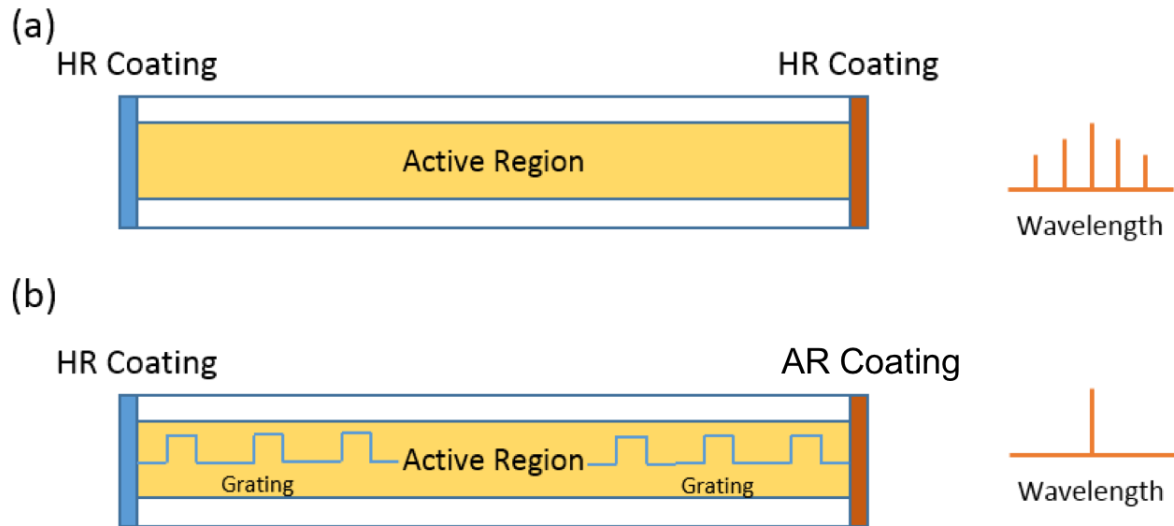 (a)
HR Coating
HR Coating
Active Region
Wavelength
(b)
HR Coating
AR Coating
Active Region
Grating
Grating
Wavelength